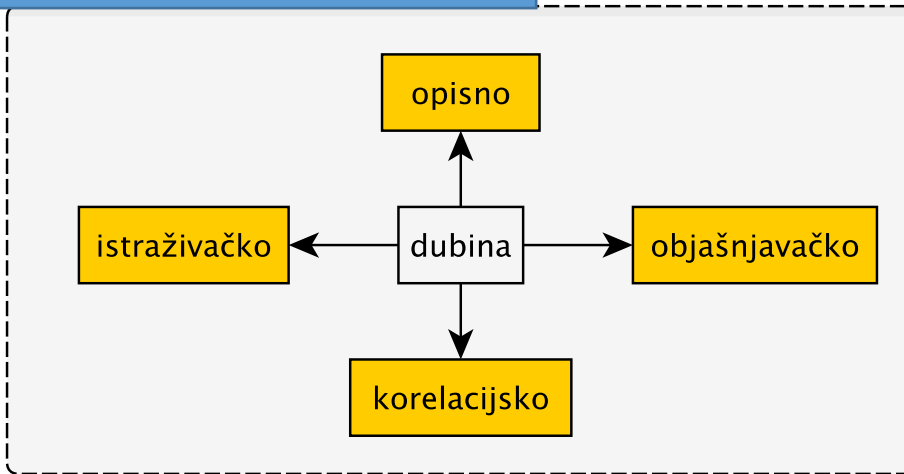 opisno
istraživačko
dubina
objašnjavačko
korelacijsko